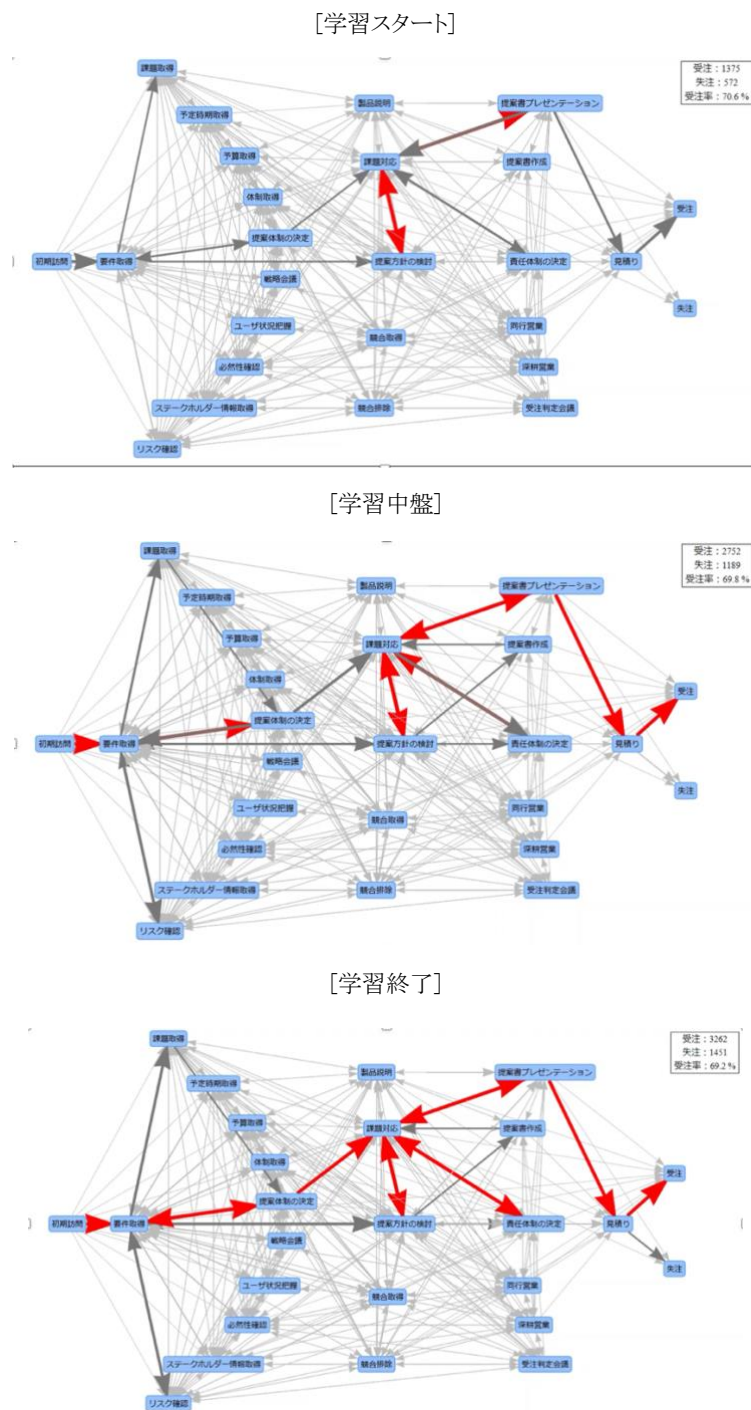 [学習スタート]
受注：1375
失注：572
受注率：70.6 %
課題取得
予定時期取得
予算取得
体制取得
提案体制の決定
初期訪問
要件取得
戦略会議
ユーザ状況把握
必然性確認
ステークホルダー情報取得
リスク確認
製品説明
課題対応
提案方針の検討
競合取得
競合排除
提案書プレゼンテーション
提案書作成
責任体制の決定
同行営業
深耕営業
受注判定会議
見積り
受注
失注
[学習中盤]
受注：2752
失注：1189
受注率：69.8 %
課題取得
予定時期取得
予算取得
体制取得
提案体制の決定
初期訪問
要件取得
戦略会議
ユーザ状況把握
必然性確認
ステークホルダー情報取得
リスク確認
製品説明
課題対応
提案方針の検討
競合取得
競合排除
提案書プレゼンテーション
提案書作成
責任体制の決定
同行営業
深耕営業
受注判定会議
見積り
受注
失注
[学習終了]
受注：3262
失注：1451
受注率：69.2 %
課題取得
予定時期取得
予算取得
体制取得
提案体制の決定
初期訪問
要件取得
戦略会議
ユーザ状況把握
必然性確認
ステークホルダー情報取得
リスク確認
製品説明
課題対応
提案方針の検討
競合取得
競合排除
提案書プレゼンテーション
提案書作成
責任体制の決定
同行営業
深耕営業
受注判定会議
見積り
受注
失注